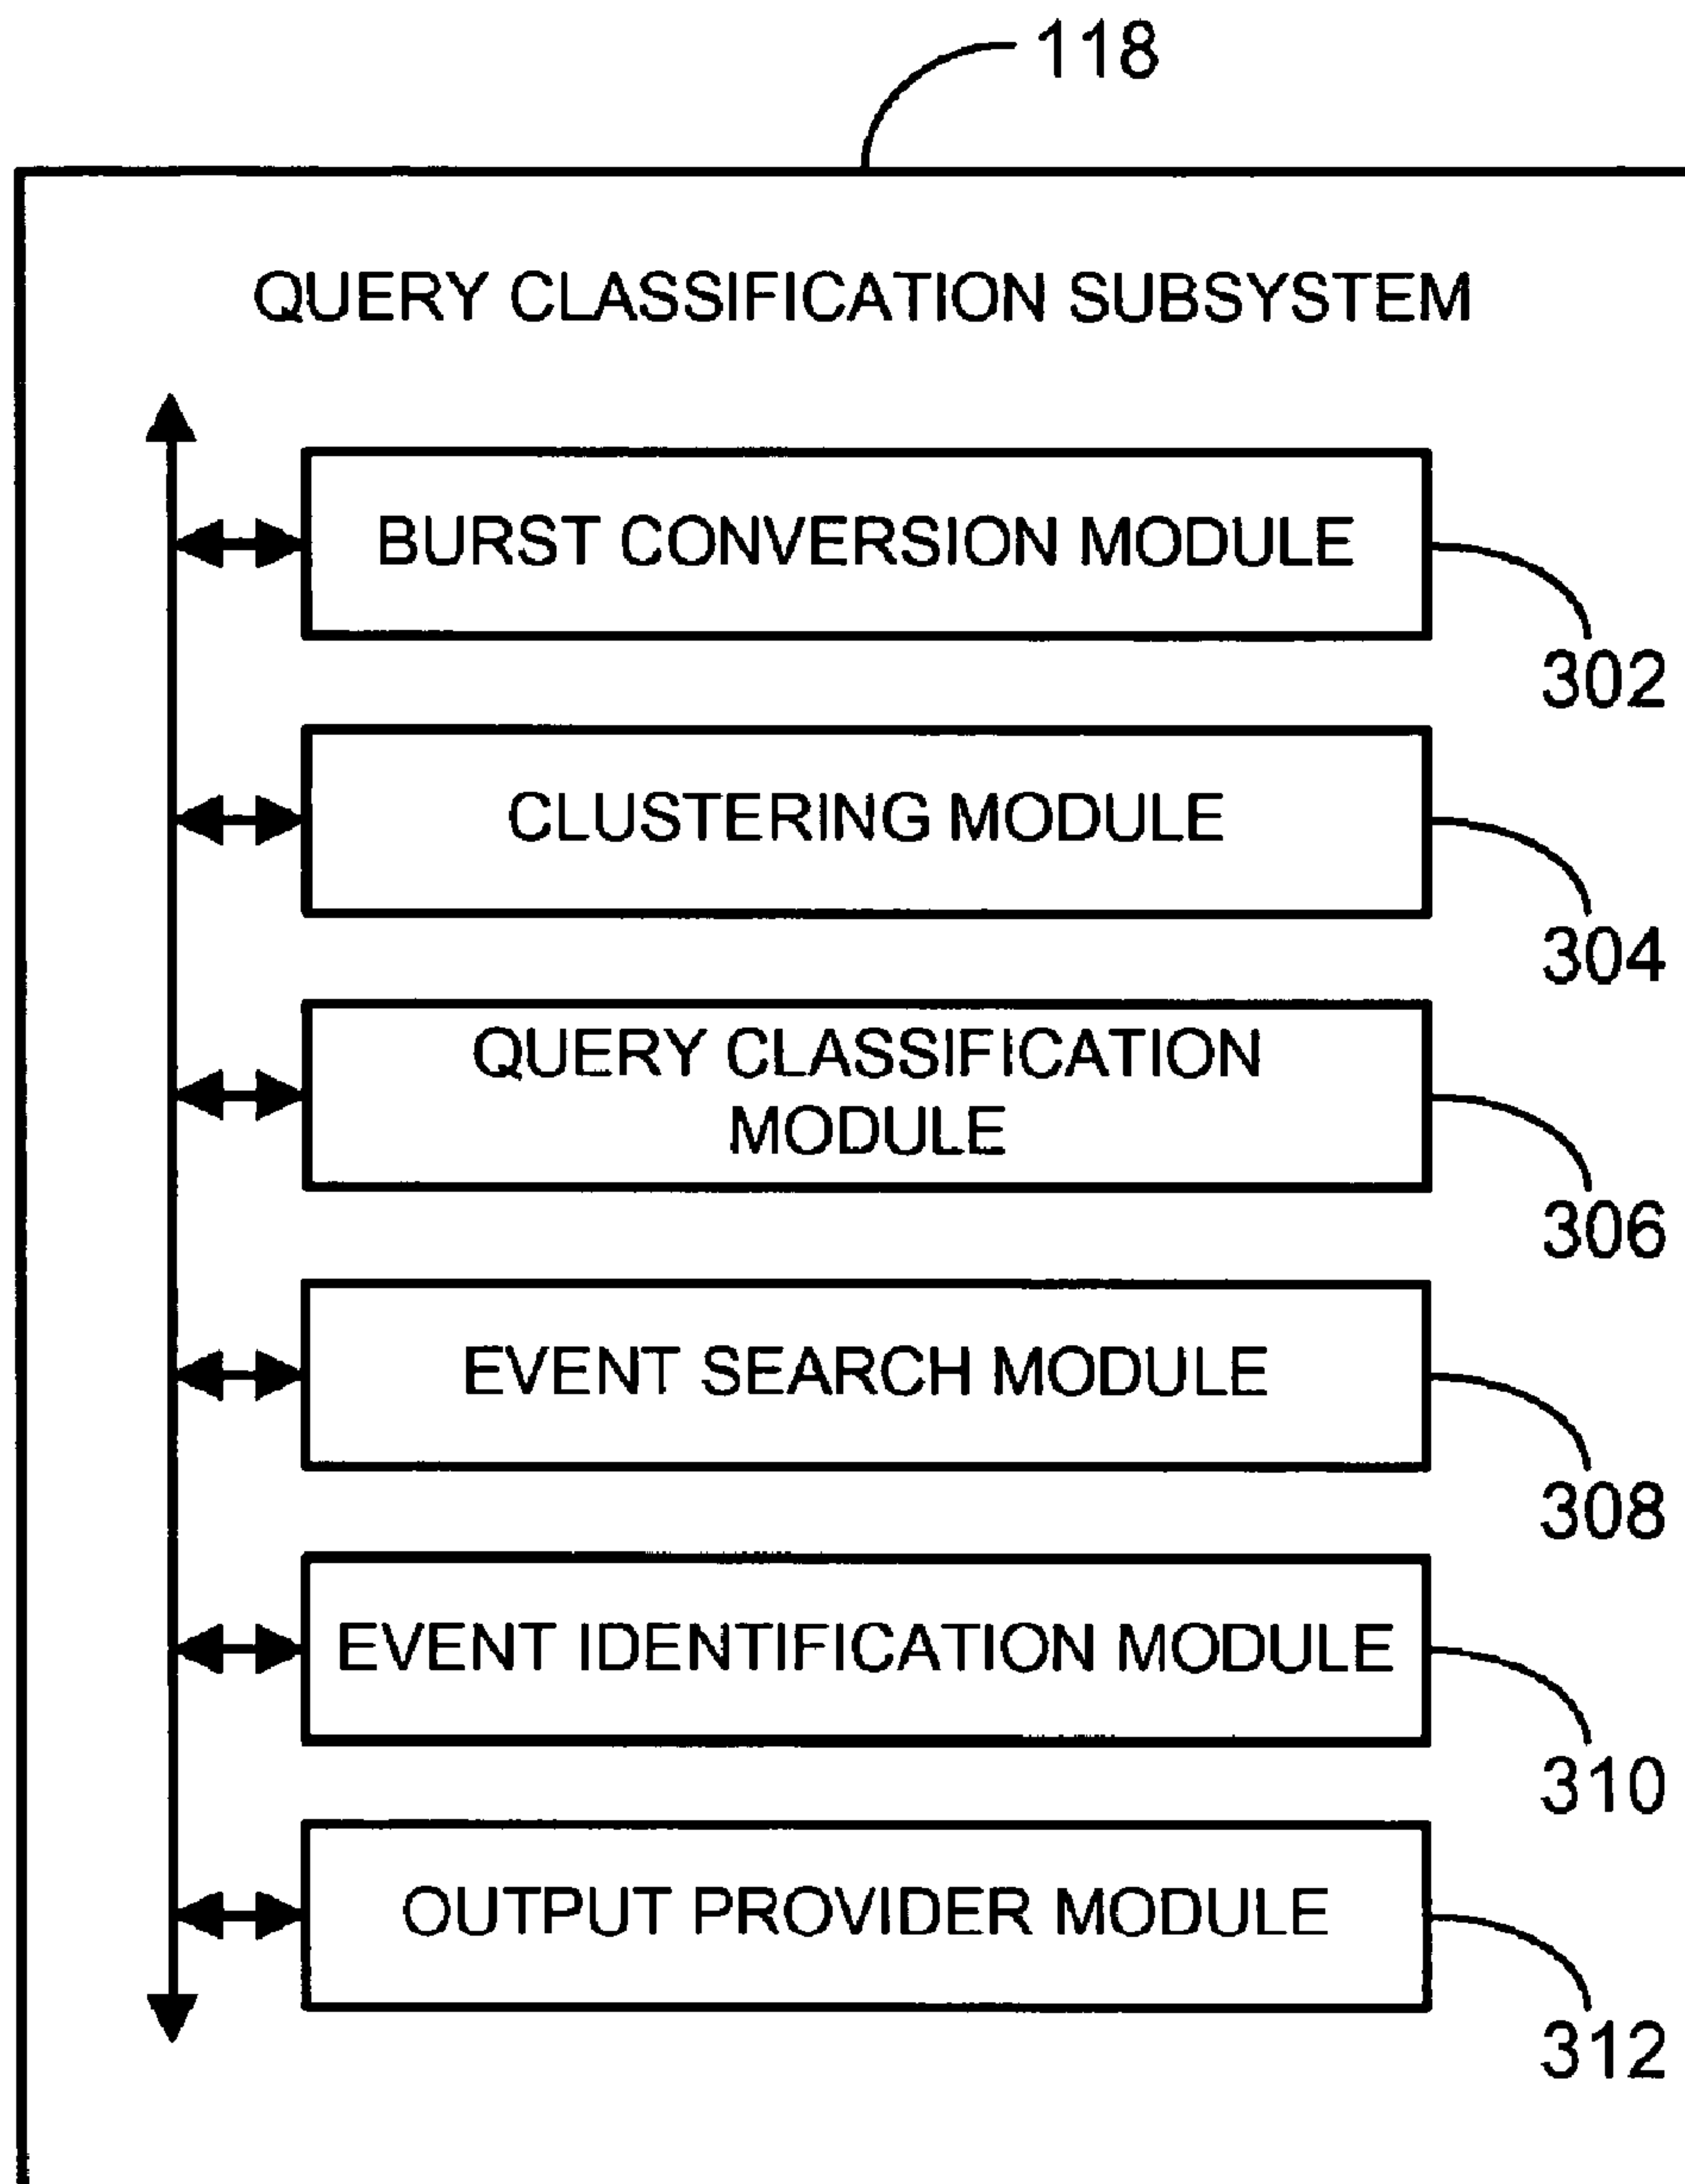 118
QUERY CLASSIFICATION SUBSYSTEM
BURST CONVERSION MODULE
302
CLUSTERING MODULE
304
QUERY CLASSIFICATION
MODULE
306
EVENT SEARCH MODULE
308
EVENT IDENTIFICATION MODULE
310
OUTPUT PROVIDER MODULE
312